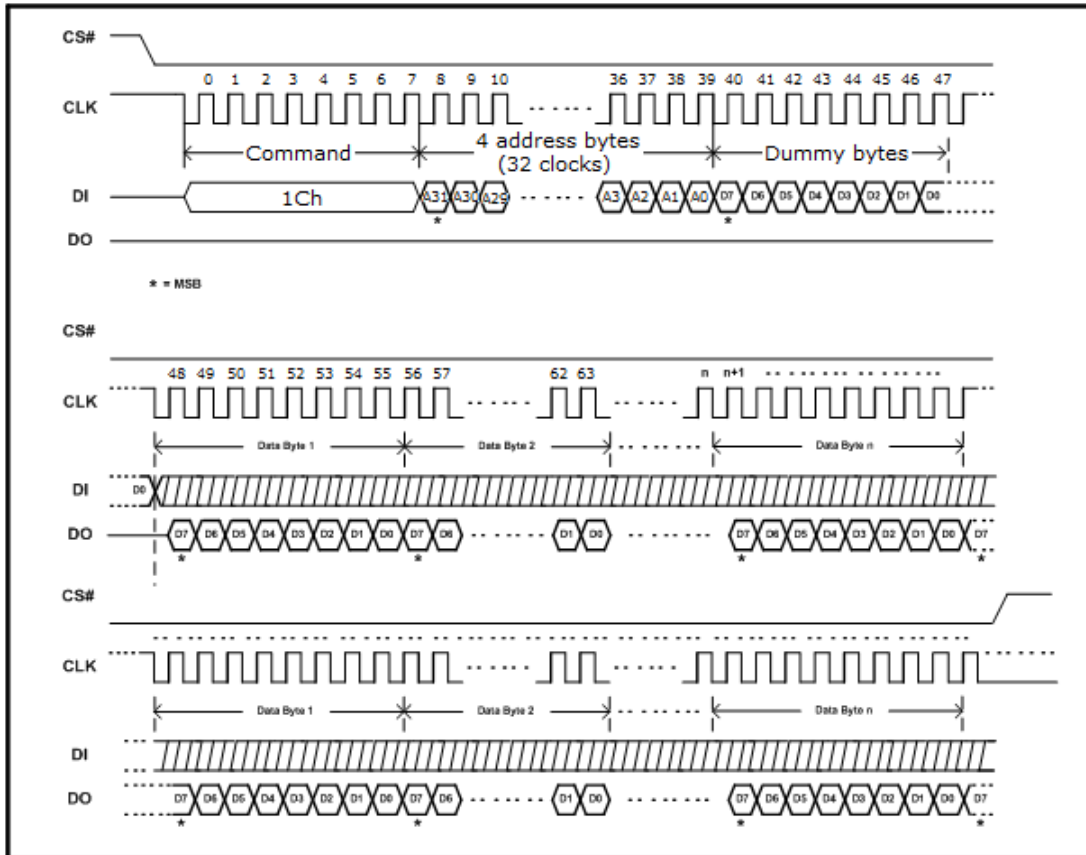 CS#
0 1 2 3 4 5 6 7 8 9 10 36 37 38 39 40 41 42 43 44 45 46 47
CLK
Command 4 address bytes Dummy bytes
(32 clocks)
DI 1Ch A31 A30 A29 A3 A2 A1 A0 D7 D6 D5 D4 D3 D2 D1 D0
* *
DO
* = MSB
CS#
48 49 50 51 52 53 54 55 56 57 62 63 n n+1
CLK
Data Byte 1 Data Byte 2 Data Byte n
DI D0
DO D7 D6 D5 D4 D3 D2 D1 D0 D7 D6 D1 D0 D7 D6 D5 D4 D3 D2 D1 D0 D7
* * * *
CS#
CLK
Data Byte 1 Data Byte 2 Data Byte n
DI
DO D7 D6 D5 D4 D3 D2 D1 D0 D7 D6 D1 D0 D7 D6 D5 D4 D3 D2 D1 D0 D7
* * * *